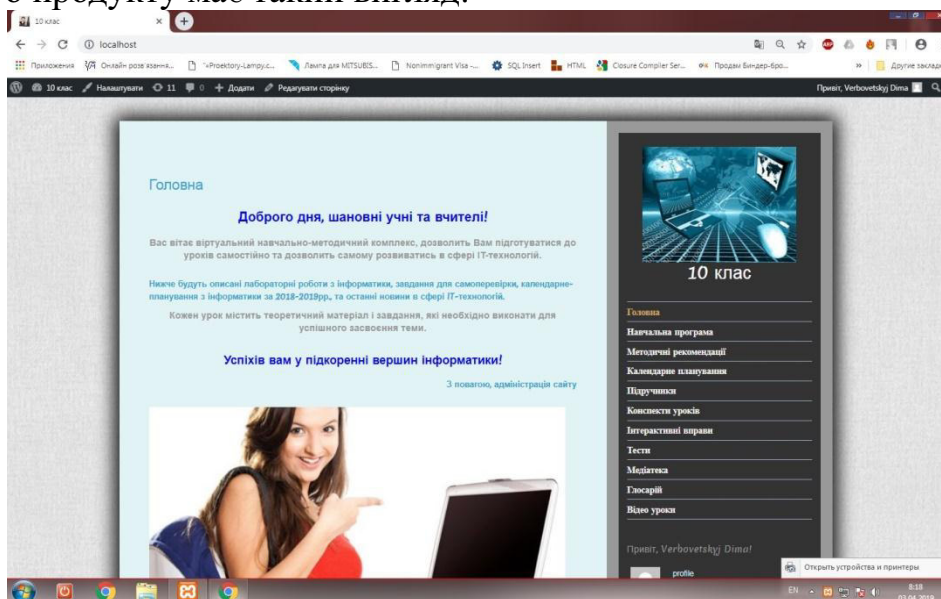 о продукту має такий вигляд:
10 клас
localhost
Приложения Онлайн розв'язання... "«Proektory-Lampy.c... Лампа для MITSUBIS... Nonimmigrant Visa -... SQL Insert HTML Closure Compiler Ser... Продам Биндер-бро... » Другие заклад
10 клас Налаштувати 11 0 Додати Редагувати сторінку Привіт, Verbovetskyj Dima
Головна
Доброго дня, шановні учні та вчителі!
Вас вітає віртуальний навчально-методичний комплекс, дозволить Вам підготуватися до
уроків самостійно та дозволить самому розвиватись в сфері ІТ-технологій.
Нижче будуть описані лабораторні роботи з інформатики, завдання для самоперевірки, календарне-
планування з інформатики за 2018-2019рр., та останні новини в сфері ІТ-технологій.
Кожен урок містить теоретичний матеріал і завдання, які необхідно виконати для
успішного засвоєння теми.
Успіхів вам у підкоренні вершин інформатики!
З повагою, адміністрація сайту
10 клас
Головна
Навчальна програма
Методичні рекомендації
Календарне планування
Підручники
Конспекти уроків
Інтерактивні вправи
Тести
Медіатека
Глосарій
Відео уроки
Привіт, Verbovetskyj Dima!
profile
Открыть устройства и принтеры
EN 8:18
03.04.2019